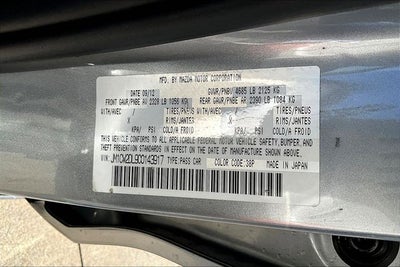 MFD. BY MAZDA MOTOR CORPORATION
09/12 GVWR/PNBV 4685 LB 2125 KG
FRONT GAWR/PNBE AV 2328 LB 1056 KG REAR GAWR/PNBE AR 2390 LB 1084 KG
WITH/AVEC / TIRES/PNEUS WITH/AVEC / TIRES/PNEUS
X RIMS/JANTES X RIMS/JANTES
KPA/ PSI COLD/A FROID KPA/ PSI COLD/A FROID
THIS VEHICLE CONFORMS TO ALL APPLICABLE FEDERAL MOTOR VEHICLE SAFETY, BUMPER, AND
THEFT PREVENTION STANDARDS IN EFFECT ON THE DATE OF MANUFACTURE SHOWN ABOVE.
VIN: TYPE: PASS CAR COLOR CODE: 38P MADE IN JAPAN